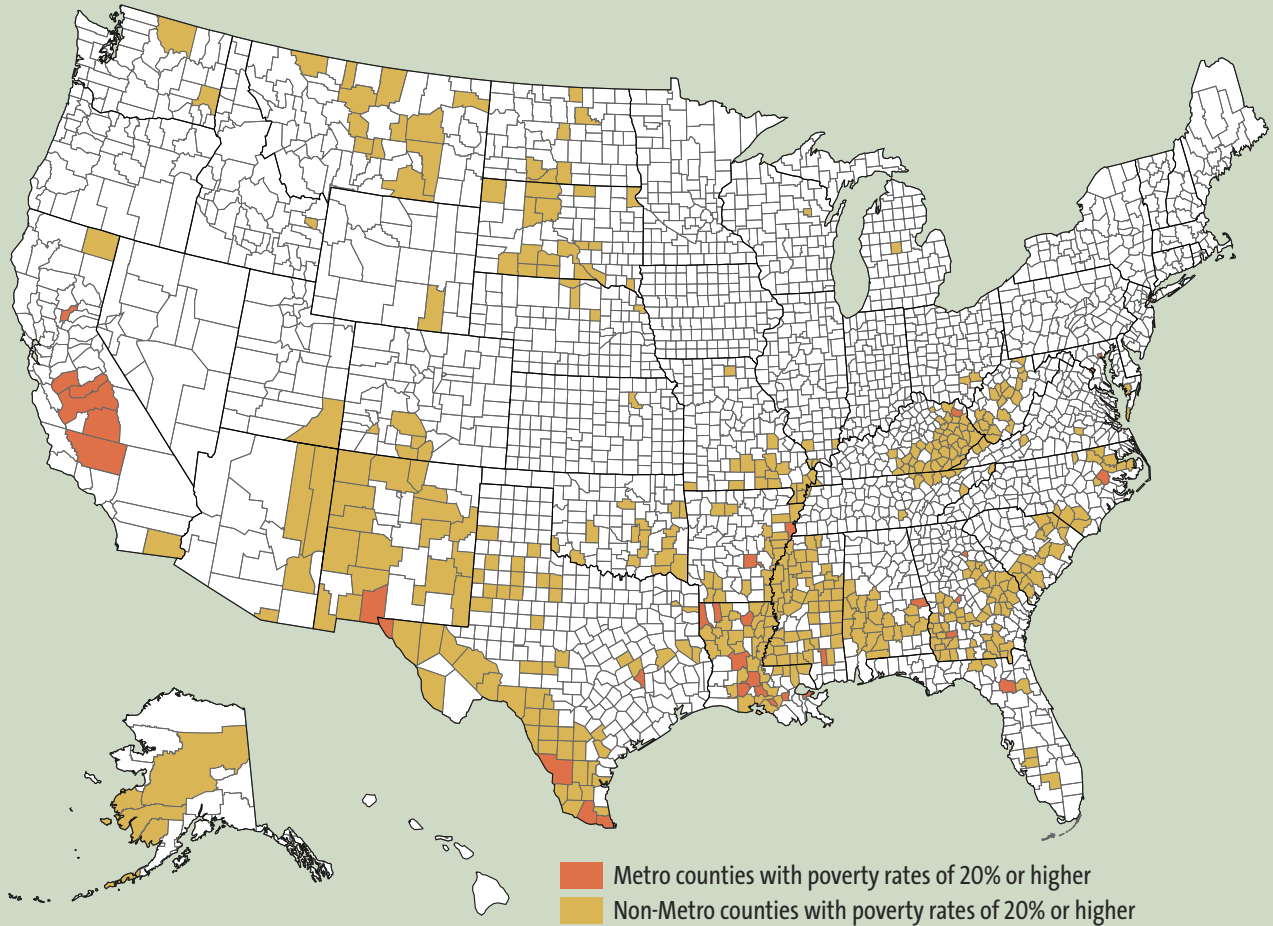 Metro counties with poverty rates of 20% or higher
Non-Metro counties with poverty rates of 20% or higher